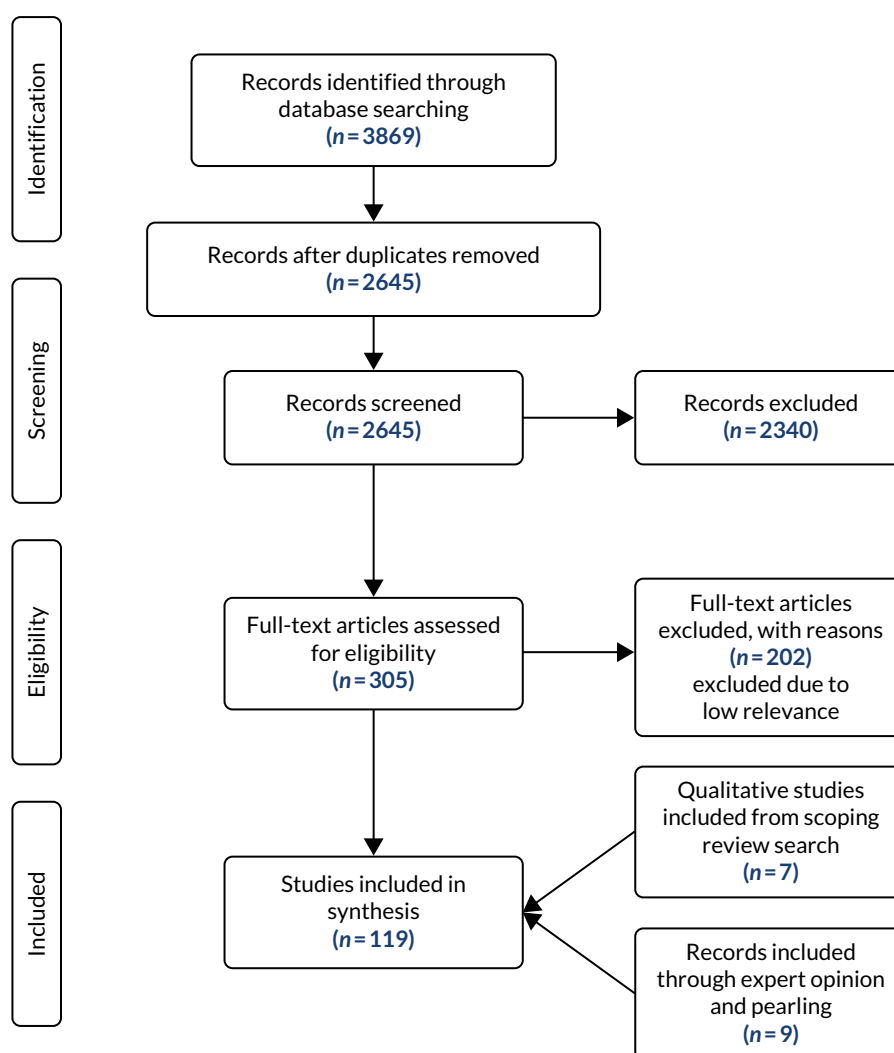 Identification
Records identified through
database searching
(n=3869)
Records after duplicates removed
(n=2645)
Screening
Records screened
(n=2645)
Records excluded
(n=2340)
Eligibility
Full-text articles assessed
for eligibility
(n=305)
Full-text articles
excluded, with reasons
(n=202)
excluded due to
low relevance
Included
Studies included in
synthesis
(n=119)
Qualitative studies
included from scoping
review search
(n=7)
Records included
through expert opinion
and pearling
(n=9)